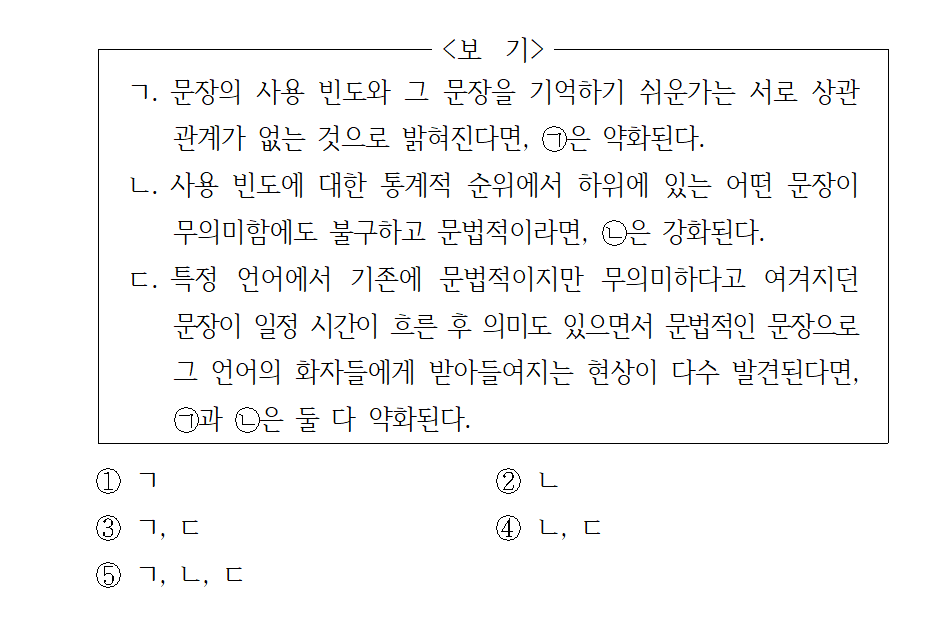 <보 기>
ㄱ. 문장의 사용 빈도와 그 문장을 기억하기 쉬운가는 서로 상관
관계가 없는 것으로 밝혀진다면, ㉠은 약화된다.
ㄴ. 사용 빈도에 대한 통계적 순위에서 하위에 있는 어떤 문장이
무의미함에도 불구하고 문법적이라면, ㉡은 강화된다.
ㄷ. 특정 언어에서 기존에 문법적이지만 무의미하다고 여겨지던
문장이 일정 시간이 흐른 후 의미도 있으면서 문법적인 문장으로
그 언어의 화자들에게 받아들여지는 현상이 다수 발견된다면,
㉠과 ㉡은 둘 다 약화된다.
① ㄱ ② ㄴ
③ ㄱ, ㄷ ④ ㄴ, ㄷ
⑤ ㄱ, ㄴ, ㄷ